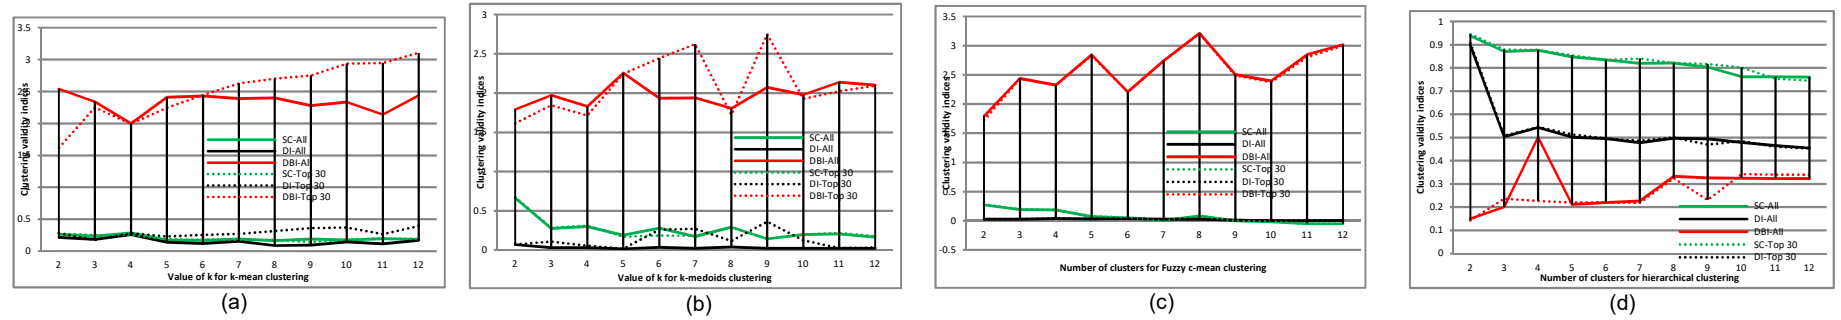 3.5
3
2.5
2
1.5
1
0.5
0
Clustering validity indices
SC-All
DI-All
DBI-All
SC-Top 30
DI-Top 30
DBI-Top 30
2 3 4 5 6 7 8 9 10 11 12
Value of k for k-mean clustering
(a)
3
2.5
2
1.5
1
0.5
0
Clustering validity indices
SC-All
DI-All
DBI-All
SC-Top 30
DI-Top 30
DBI-Top 30
2 3 4 5 6 7 8 9 10 11 12
Value of k for k-medoids clustering
(b)
3.5
3
2.5
2
1.5
1
0.5
0
-0.5
Clustering validity indices
SC-All
DI-All
DBI-All
SC-Top 30
DI-Top 30
DBI-Top 30
2 3 4 5 6 7 8 9 10 11 12
Number of clusters for Fuzzy c-mean clustering
(c)
1
0.9
0.8
0.7
0.6
0.5
0.4
0.3
0.2
0.1
0
Clustering validity indices
SC-All
DI-All
DBI-All
SC-Top 30
DI-Top 30
2 3 4 5 6 7 8 9 10 11 12
Number of clusters for hierarchical clustering
(d)